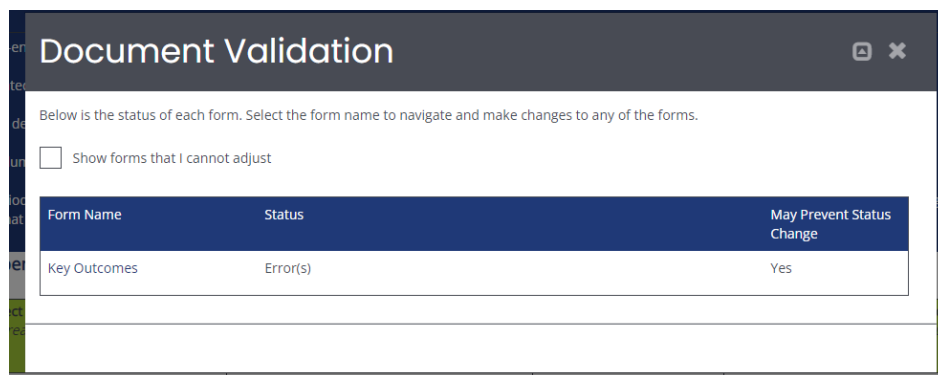 Document Validation
Below is the status of each form. Select the form name to navigate and make changes to any of the forms.
Show forms that I cannot adjust
Form Name Status May Prevent Status
Change
Key Outcomes Error(s) Yes